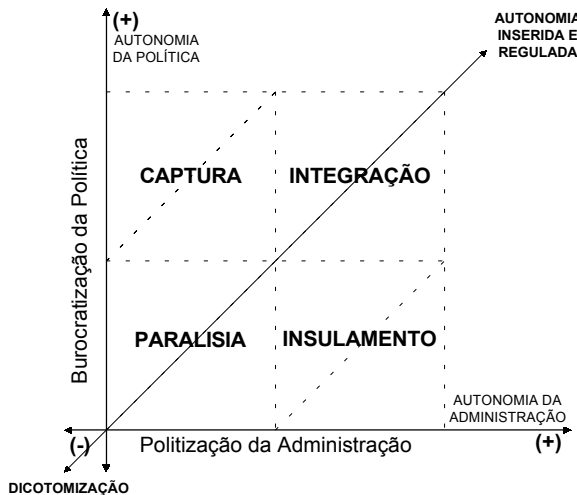 (+)
AUTONOMIA
DA POLÍTICA
AUTONOMIA
INSERIDA E
REGULADA
CAPTURA
INTEGRAÇÃO
Burocratização da Política
PARALISIA
INSULAMENTO
AUTONOMIA DA
ADMINISTRAÇÃO
(-)
Politização da Administração
(+)
DICOTOMIZAÇÃO